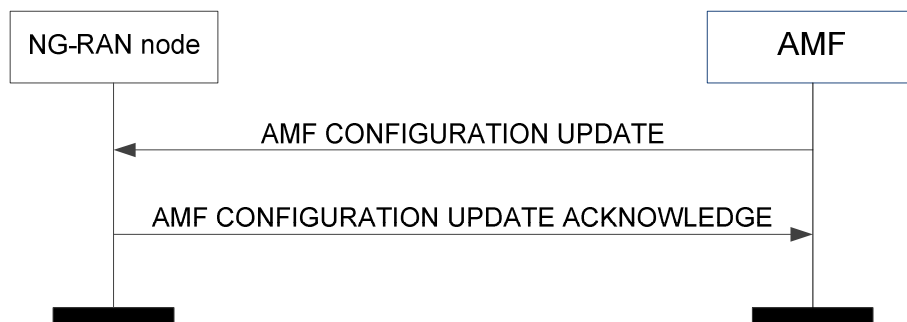 NG-RAN node
AMF
AMF CONFIGURATION UPDATE
AMF CONFIGURATION UPDATE ACKNOWLEDGE